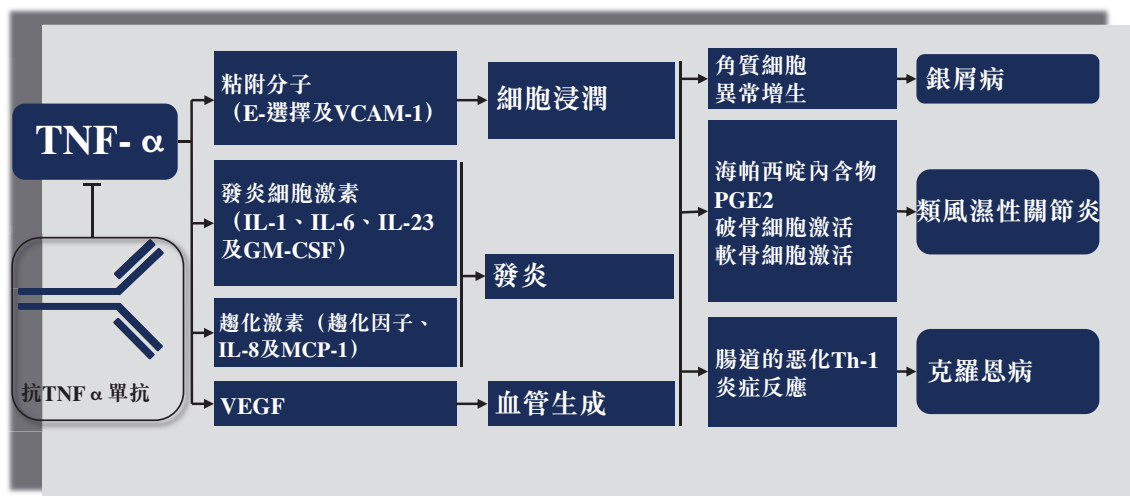 TNF- α
抗TNFα單抗
粘附分子
（E-選擇及VCAM-1）
發炎細胞激素
（IL-1、IL-6、IL-23
及GM-CSF）
趨化激素（趨化因子、
IL-8及MCP-1）
VEGF
細胞浸潤
發炎
血管生成
角質細胞
異常增生
海帕西啶內含物
PGE2
破骨細胞激活
軟骨細胞激活
腸道的惡化Th-1
炎症反應
銀屑病
類風濕性關節炎
克羅恩病